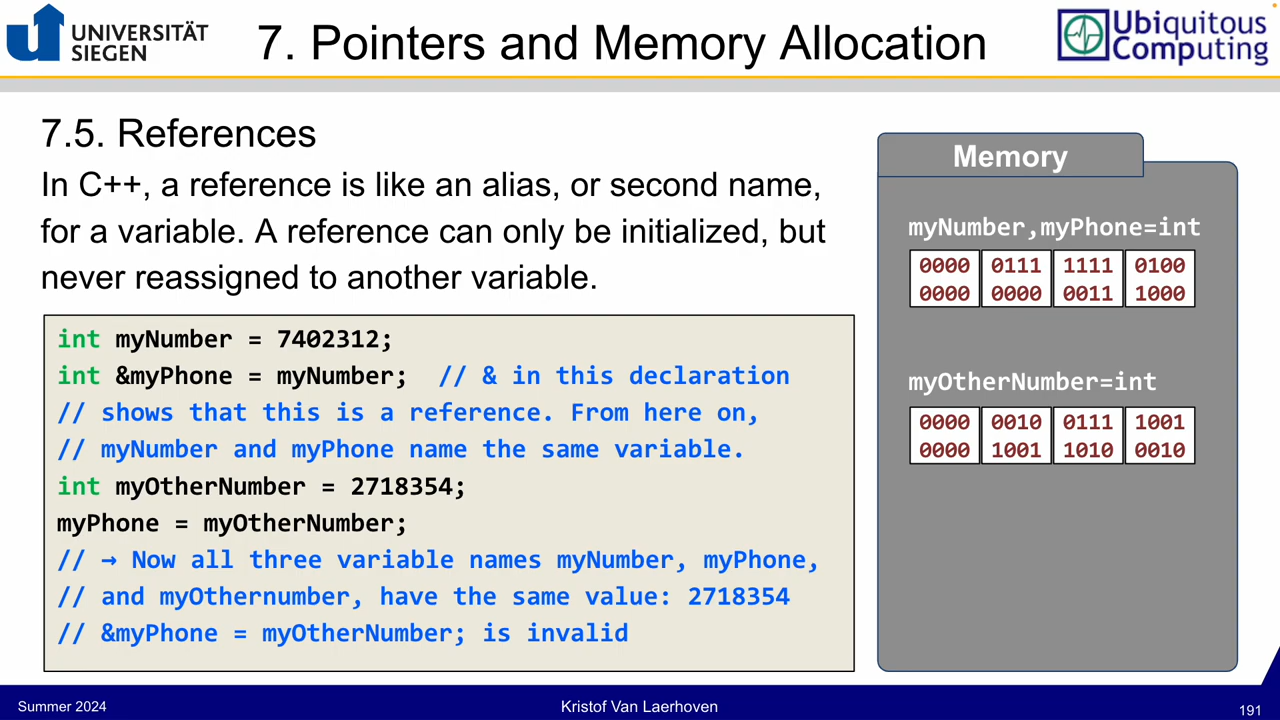 UNIVERSITÄT
SIEGEN
7. Pointers and Memory Allocation
Ubiquitous
Computing
7.5. References
In C++, a reference is like an alias, or second name,
for a variable. A reference can only be initialized, but
never reassigned to another variable.
int myNumber = 7402312;
int &myPhone = myNumber;  // & in this declaration
// shows that this is a reference. From here on,
// myNumber and myPhone name the same variable.
int myOtherNumber = 2718354;
myPhone = myOtherNumber;
// → Now all three variable names myNumber, myPhone,
// and myOthernumber, have the same value: 2718354
// &myPhone = myOtherNumber; is invalid
Memory
myNumber,myPhone=int
0000 0111 1111 0100
0000 0000 0011 1000
myOtherNumber=int
0000 0010 0111 1001
0000 1001 1010 0010
Summer 2024
Kristof Van Laerhoven
191